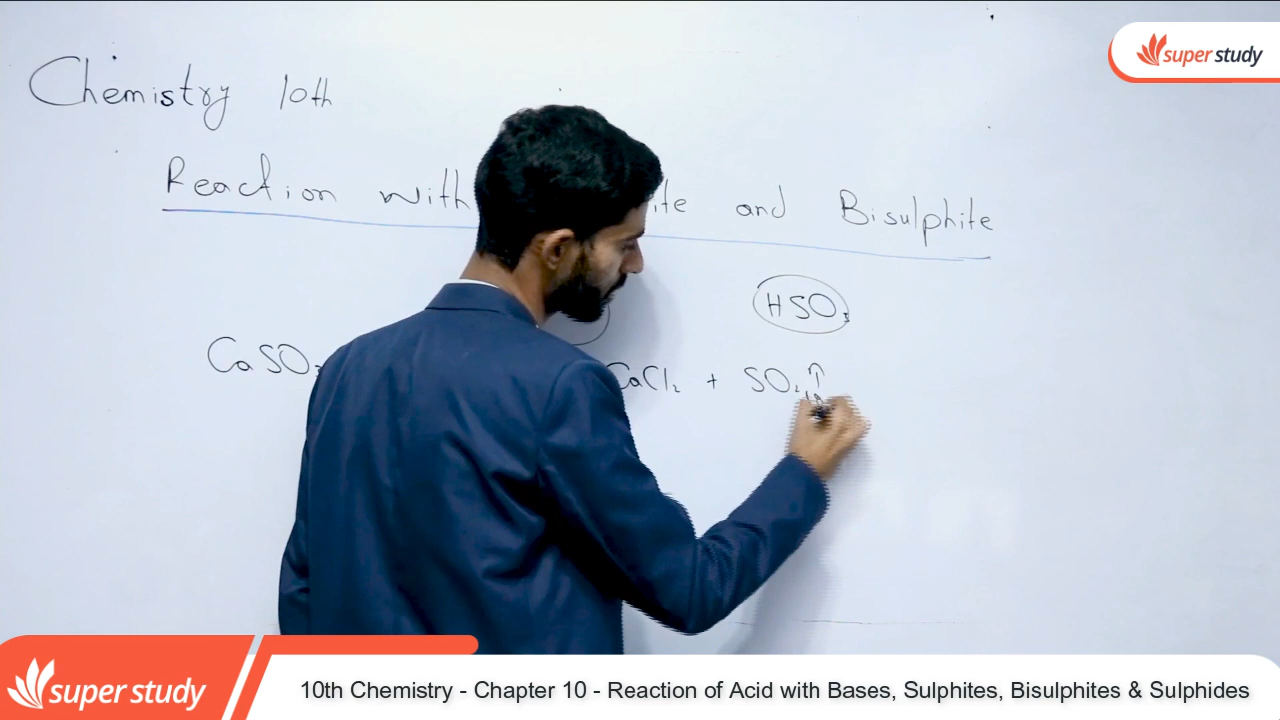 super study
Chemistry 10th
Reaction with ite and Bisulphite
HSO₃
CaSO₃ CaCl₂ + SO₂↑
super study
10th Chemistry - Chapter 10 - Reaction of Acid with Bases, Sulphites, Bisulphites & Sulphides